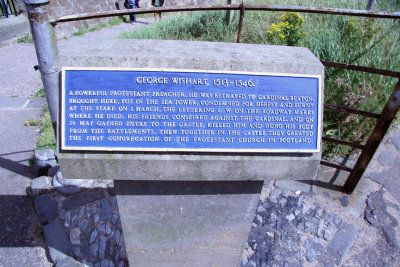 GEORGE WISHART, 1513-1546.
A POWERFUL PROTESTANT PREACHER, HE WAS BETRAYED TO CARDINAL BEATON,
BROUGHT HERE, PUT IN THE SEA TOWER, CONDEMNED FOR HERESY AND BURNT
AT THE STAKE ON 1 MARCH. THE LETTERING G W ON THE ROADWAY MARKS
WHERE HE DIED. HIS FRIENDS CONSPIRED AGAINST THE CARDINAL, AND ON
28 MAY GAINED ENTRY TO THE CASTLE, KILLED HIM AND HUNG HIS BODY
FROM THE BATTLEMENTS. THEN TOGETHER IN THE CASTLE THEY CREATED
THE FIRST CONGREGATION OF THE PROTESTANT CHURCH IN SCOTLAND.